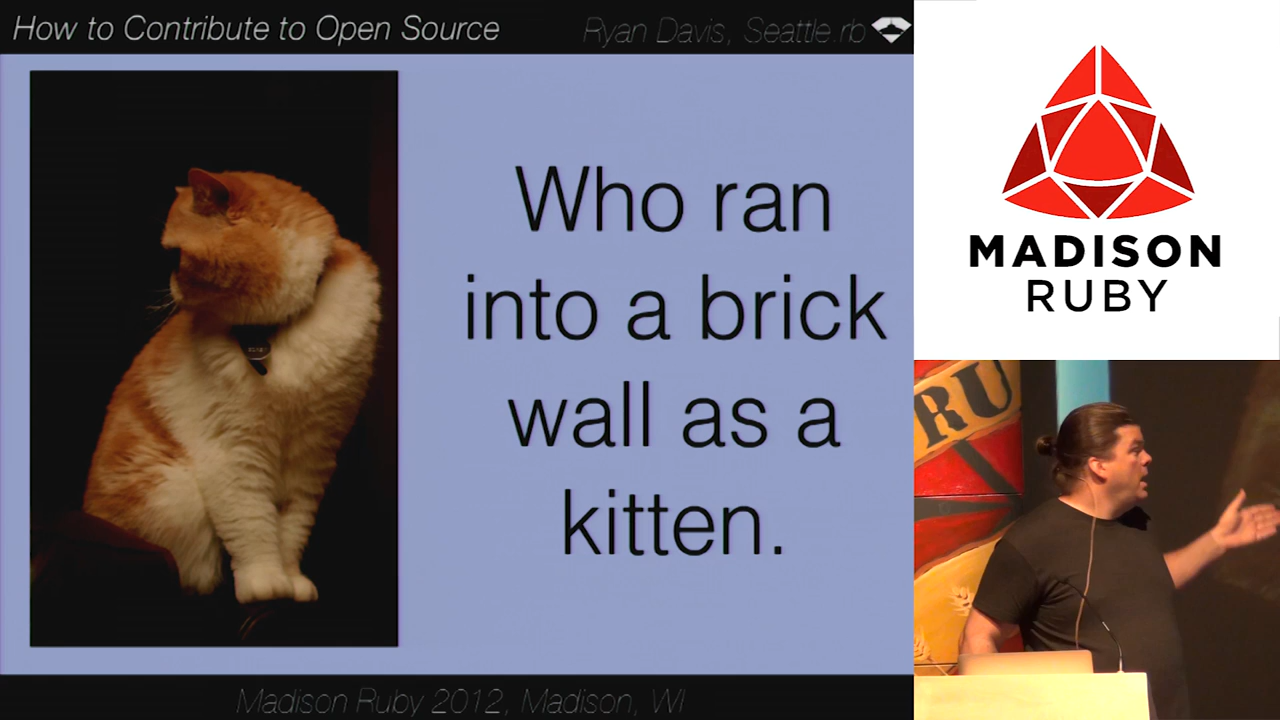 How to Contribute to Open Source
Ryan Davis, Seattle.rb
Who ran
into a brick
wall as a
kitten.
Madison Ruby 2012, Madison, WI
MADISON
RUBY
RU